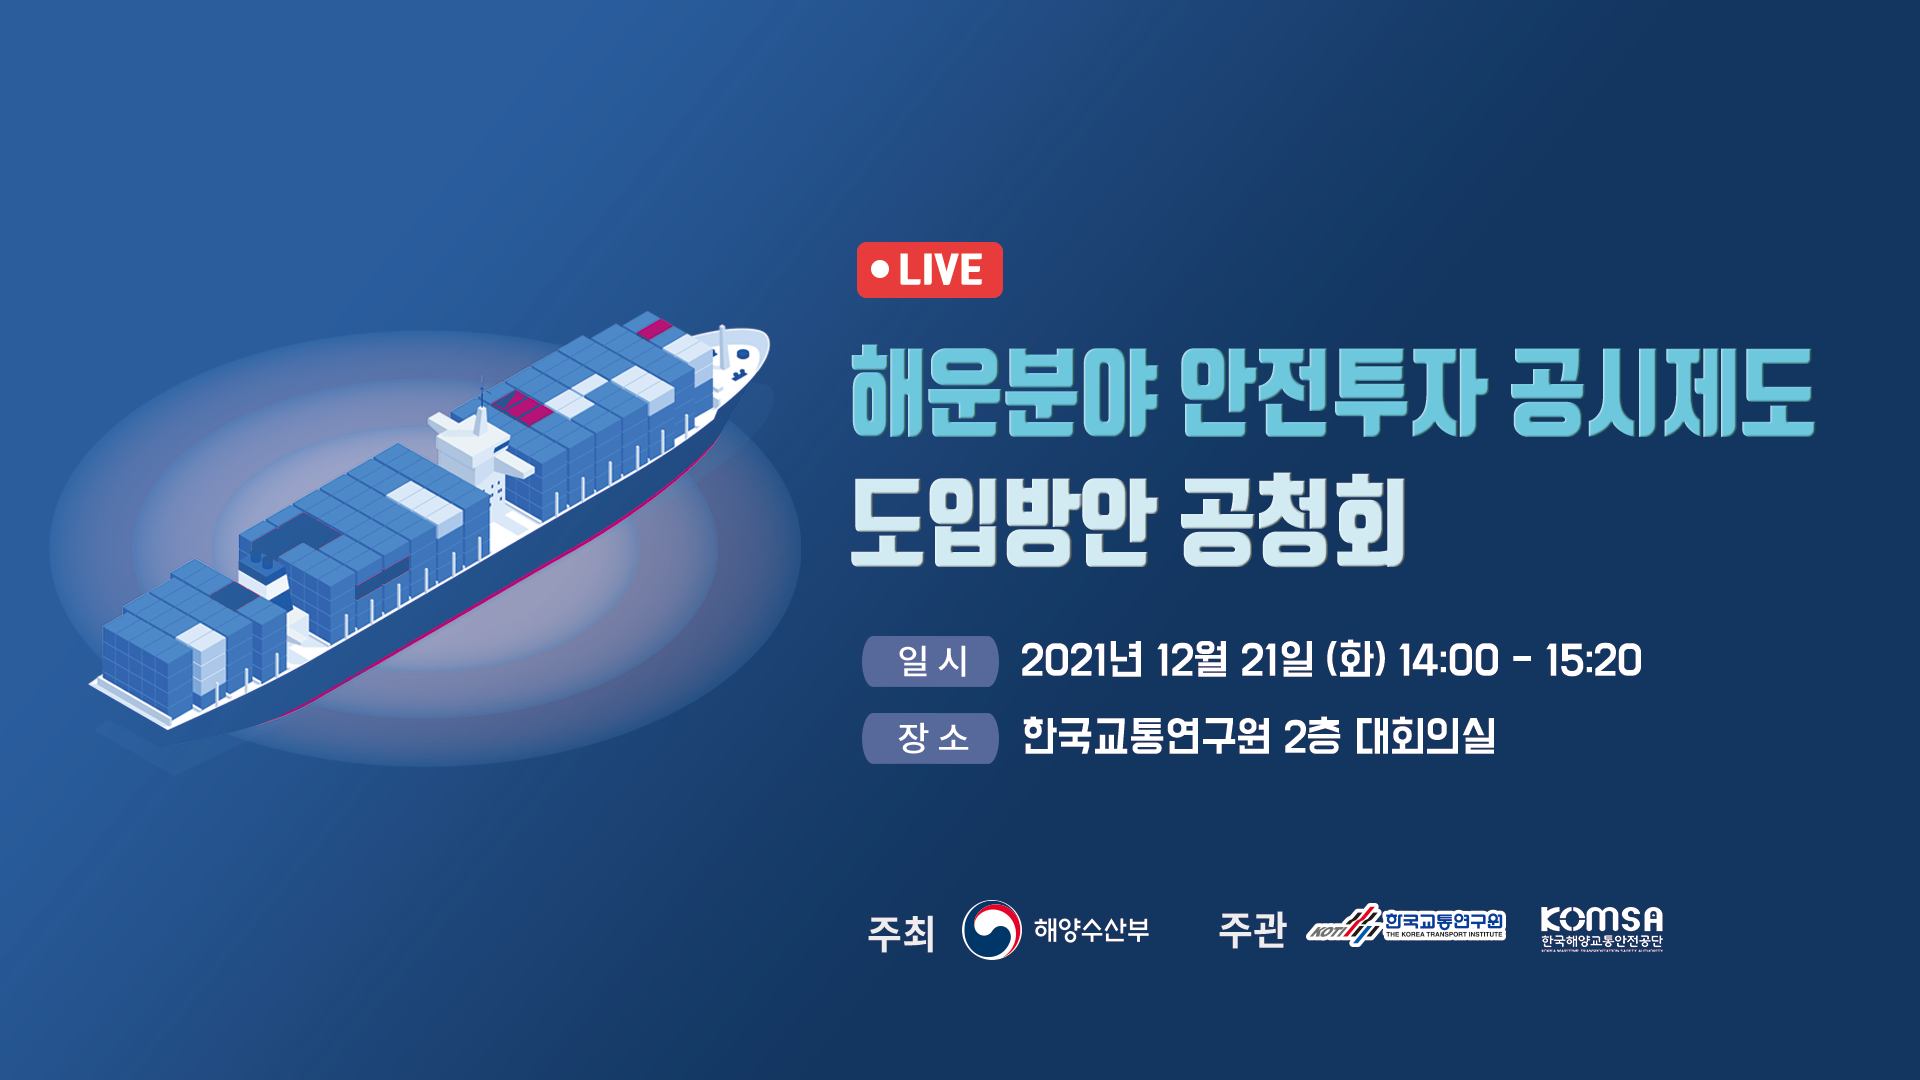 LIVE
해운분야 안전투자 공시제도
도입방안 공청회
일 시 2021년 12월 21일 (화) 14:00 - 15:20
장 소 한국교통연구원 2층 대회의실
주최 해양수산부 주관 KOTI 한국교통연구원 THE KOREA TRANSPORT INSTITUTE KOMSA 한국해양교통안전공단